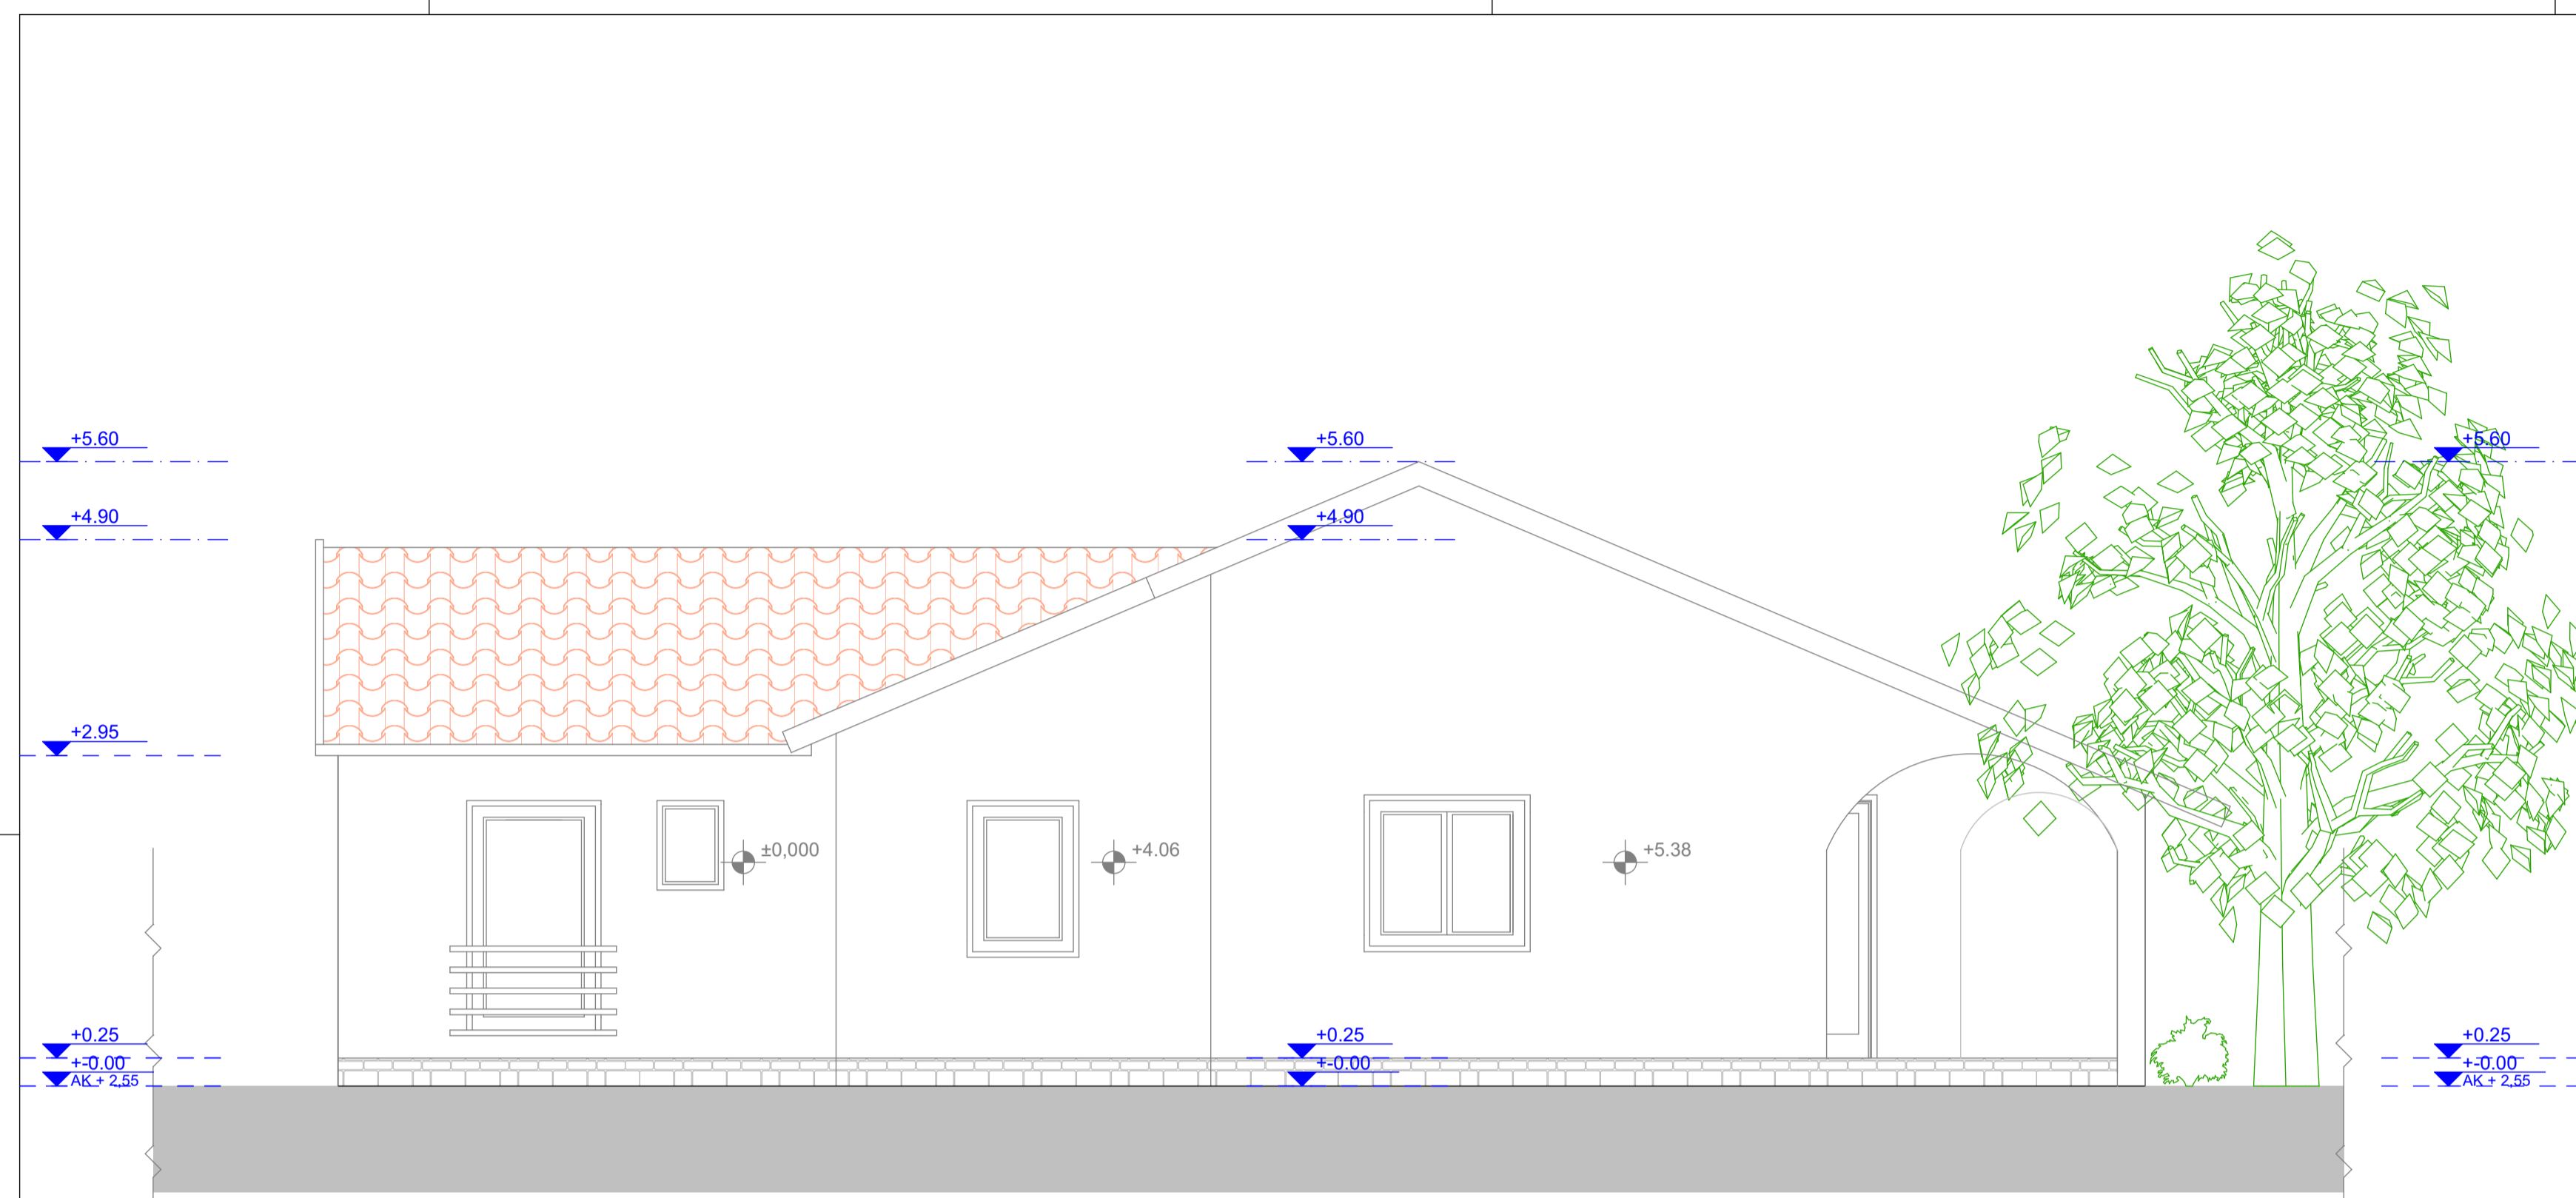 +5.60 +5.60 +5.60
+4.90 +4.90
+2.95
±0,000 +4.06 +5.38
+0.25 +0.25 +0.25
+-0.00 +-0.00 +-0.00
AK + 2,55 AK + 2,55